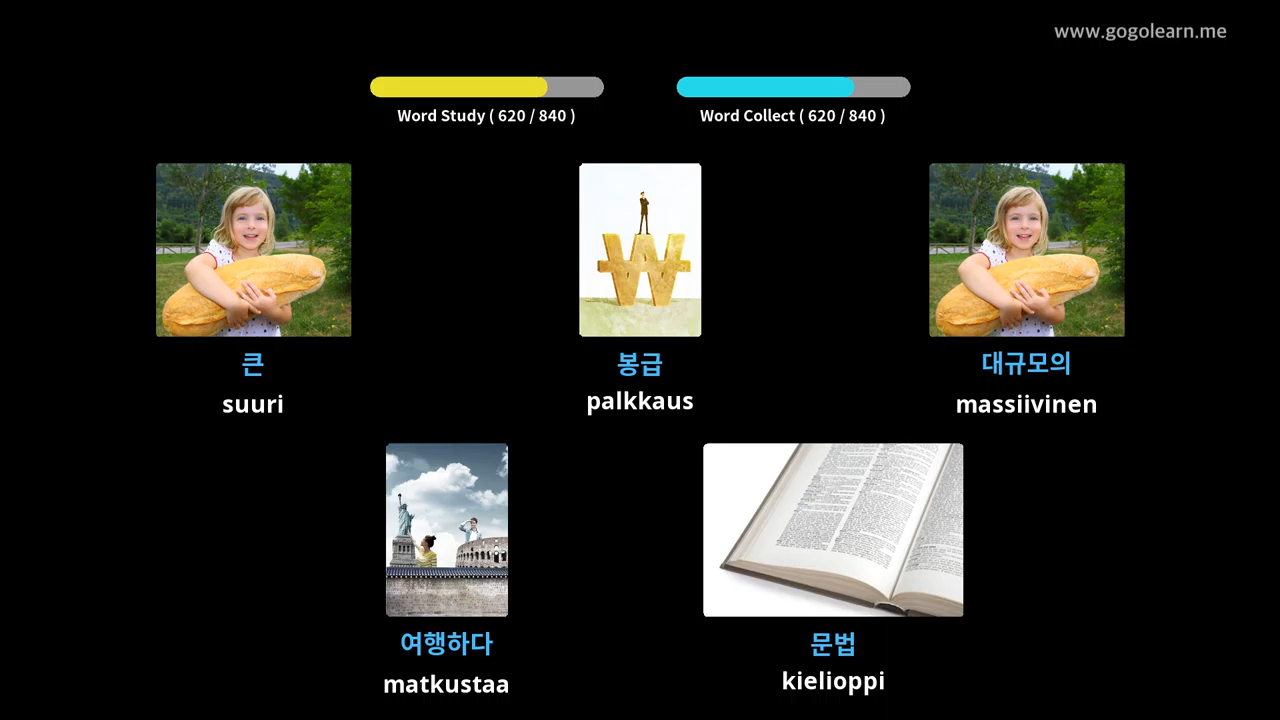 www.gogolearn.me
Word Study ( 620 / 840 )
Word Collect ( 620 / 840 )
큰
suuri
봉급
palkkaus
대규모의
massiivinen
여행하다
matkustaa
문법
kielioppi